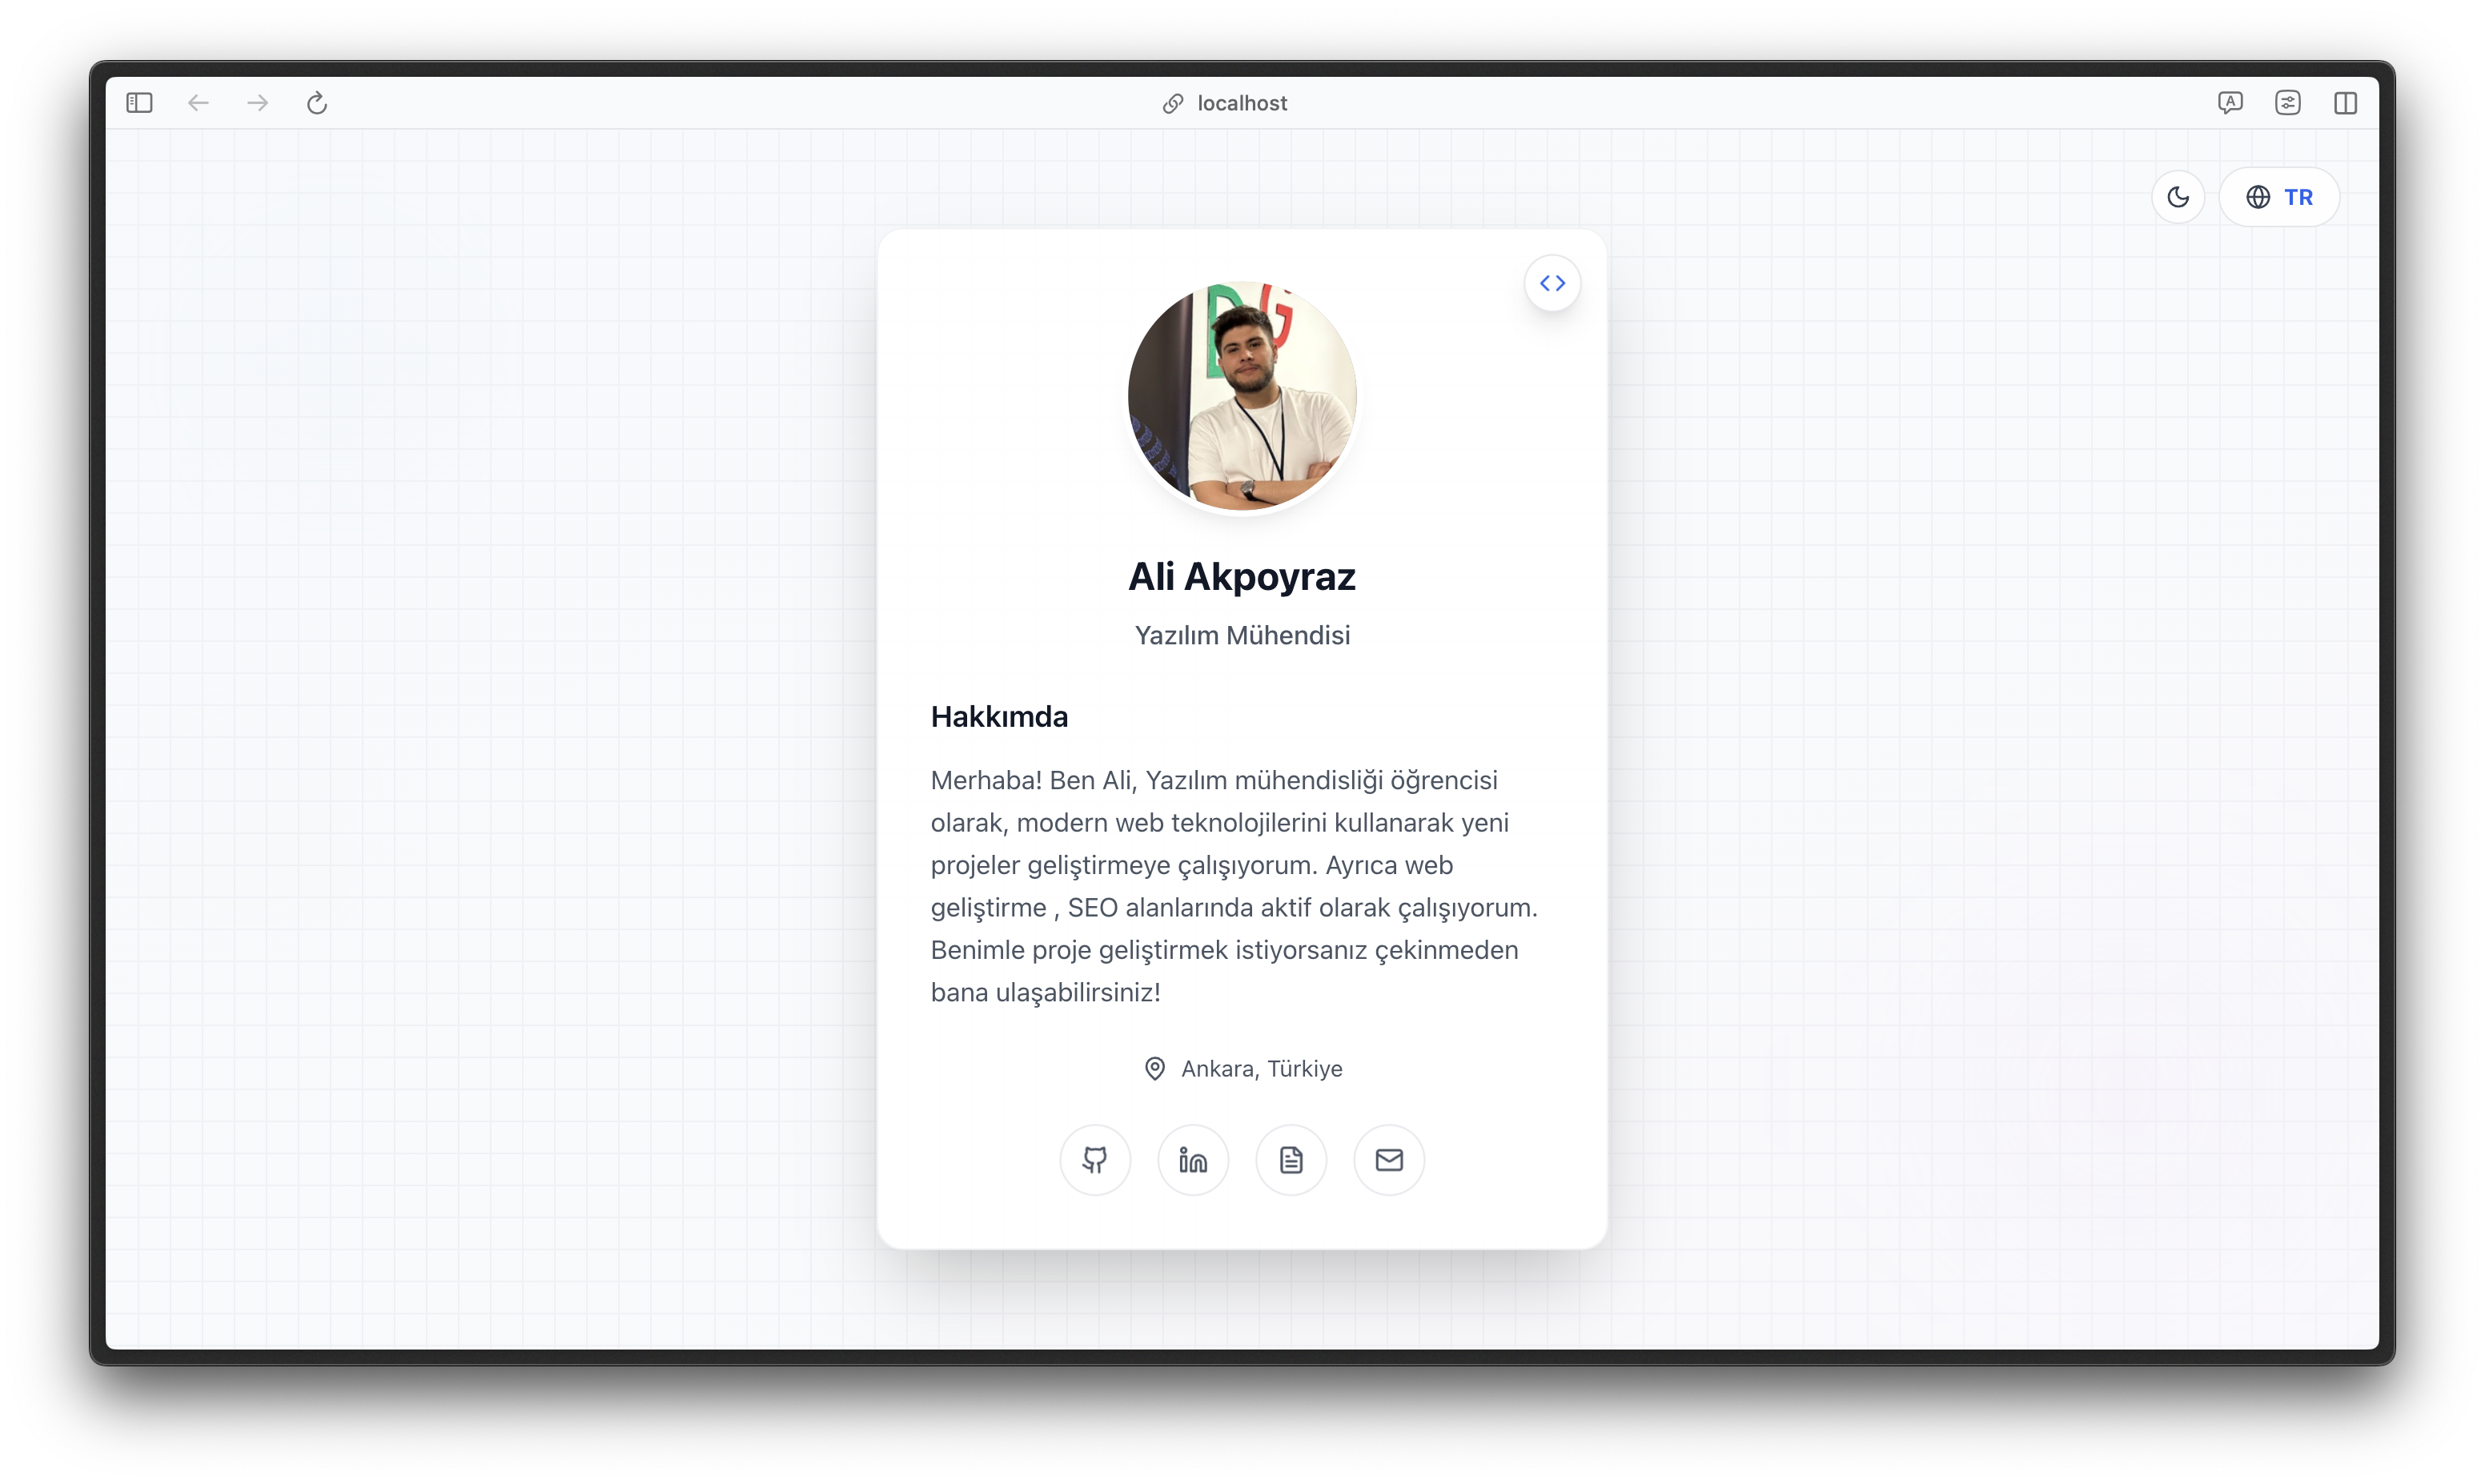 localhost
TR
Ali Akpoyraz
Yazılım Mühendisi
Hakkımda
Merhaba! Ben Ali, Yazılım mühendisliği öğrencisi
olarak, modern web teknolojilerini kullanarak yeni
projeler geliştirmeye çalışıyorum. Ayrıca web
geliştirme , SEO alanlarında aktif olarak çalışıyorum.
Benimle proje geliştirmek istiyorsanız çekinmeden
bana ulaşabilirsiniz!
Ankara, Türkiye